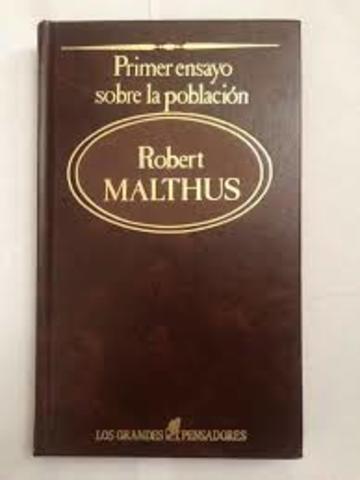 Primer ensayo
sobre la población
Robert
MALTHUS
LOS GRANDES PENSADORES